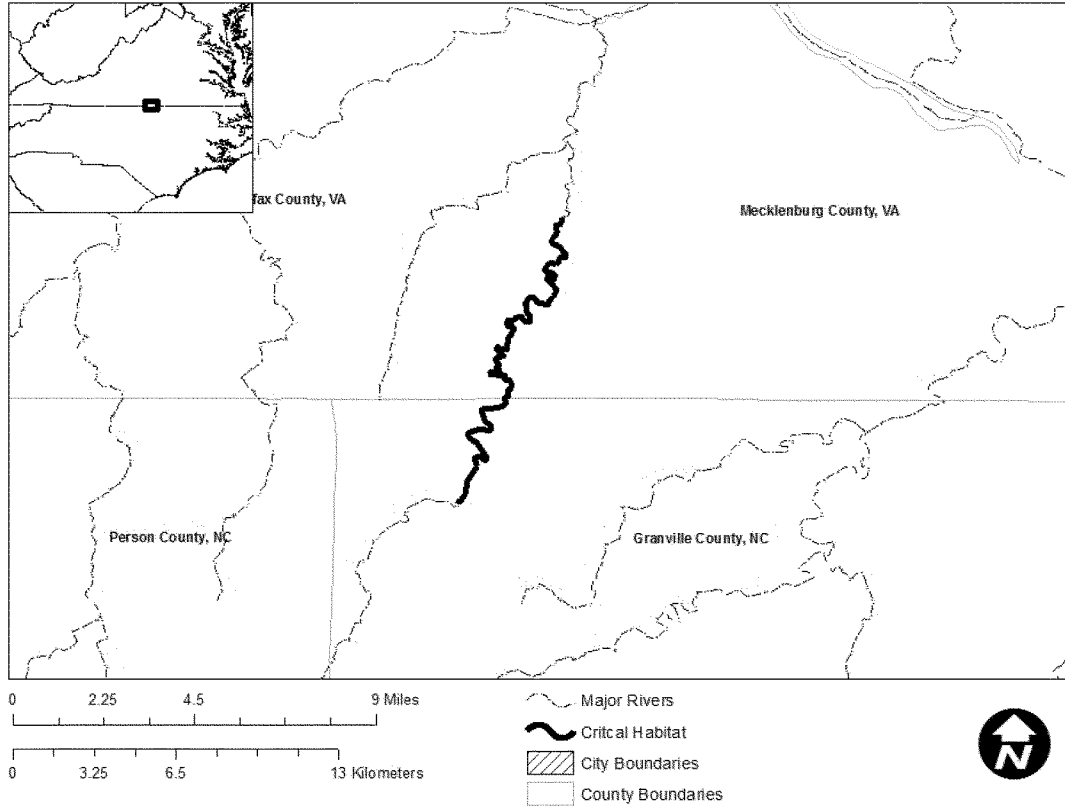 fax County, VA
Mecklenburg County, VA
Person County, NC
Granville County, NC
0 2.25 4.5 9 Miles
0 3.25 6.5 13 Kilometers
Major Rivers
Critcal Habitat
City Boundaries
County Boundaries
N